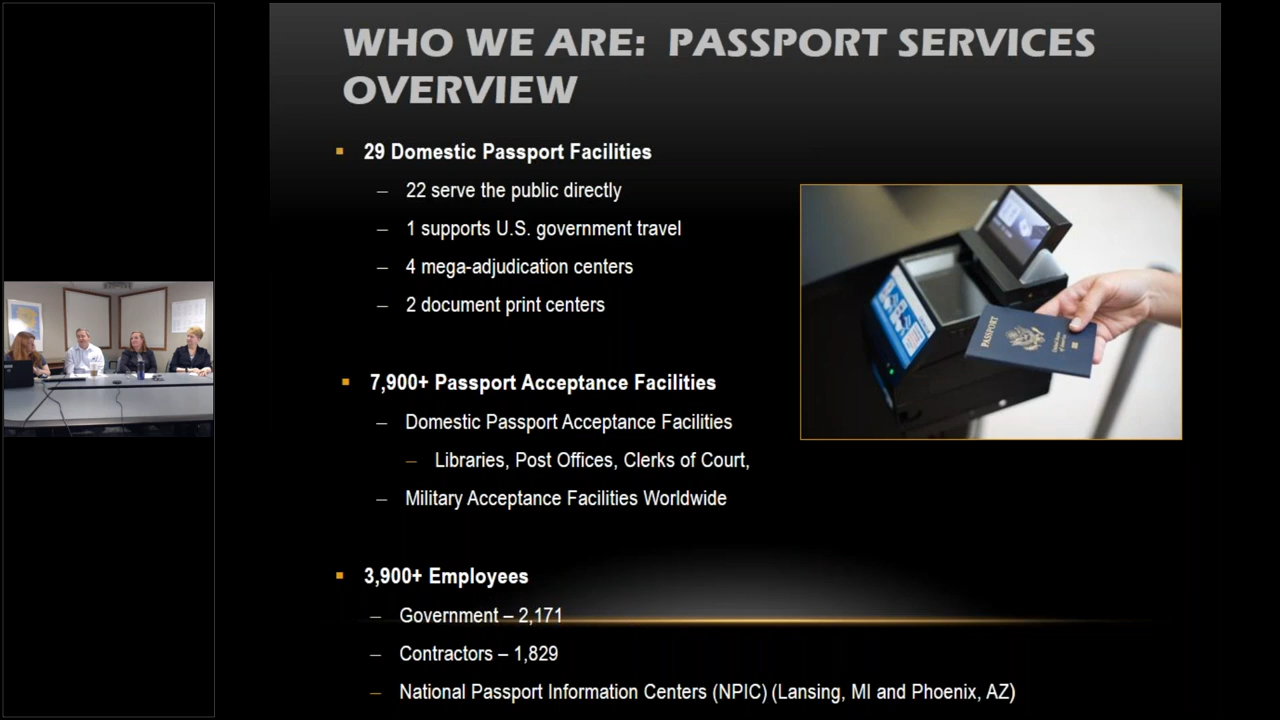 WHO WE ARE: PASSPORT SERVICES
OVERVIEW
29 Domestic Passport Facilities
– 22 serve the public directly
– 1 supports U.S. government travel
– 4 mega-adjudication centers
– 2 document print centers
7,900+ Passport Acceptance Facilities
– Domestic Passport Acceptance Facilities
– Libraries, Post Offices, Clerks of Court,
– Military Acceptance Facilities Worldwide
3,900+ Employees
– Government – 2,171
– Contractors – 1,829
– National Passport Information Centers (NPIC) (Lansing, MI and Phoenix, AZ)
PASSPORT